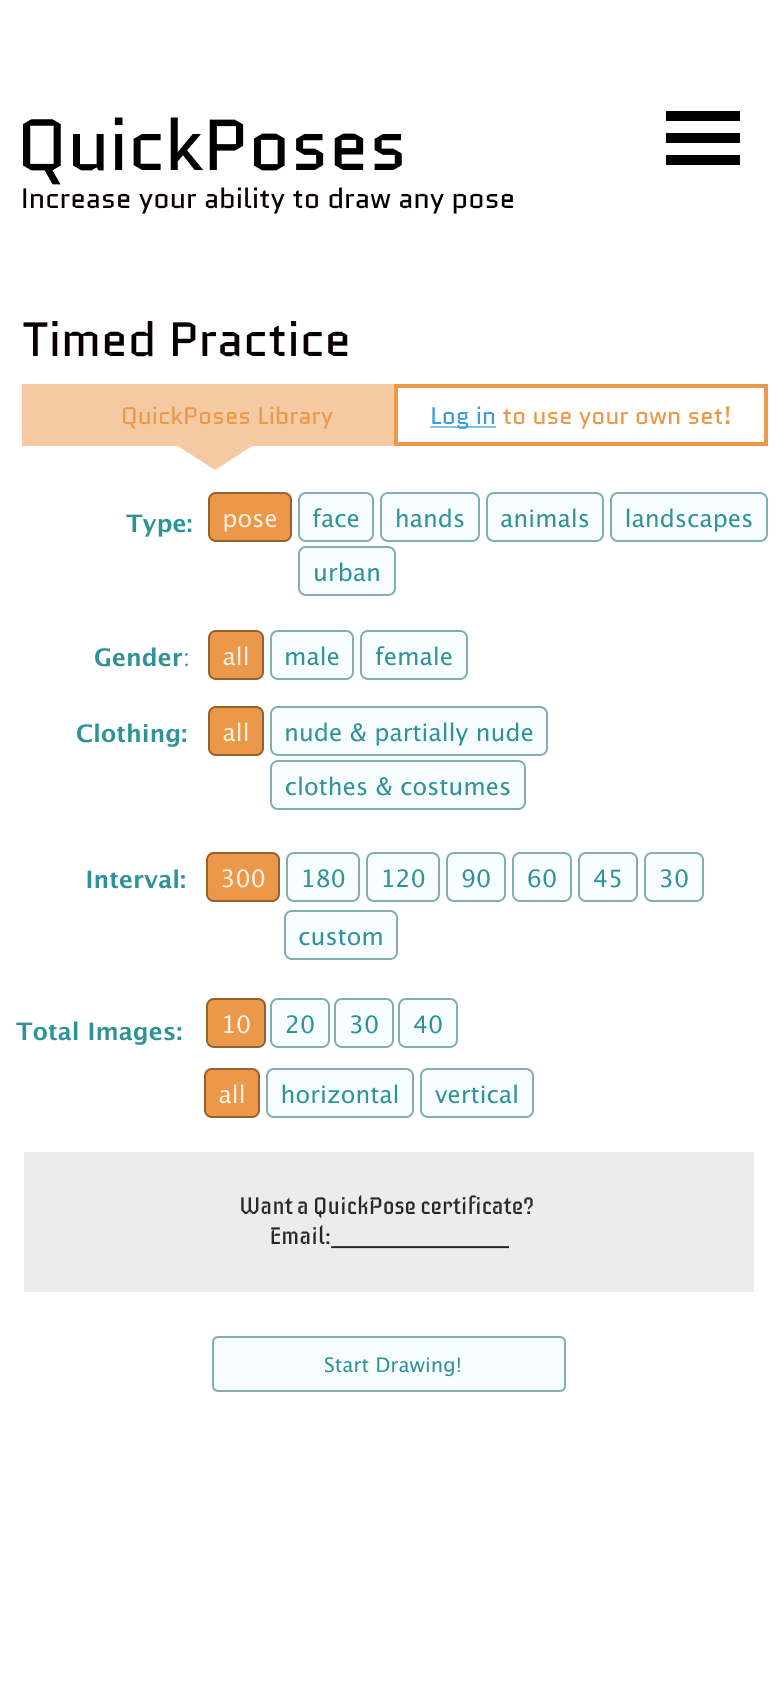 QuickPoses
Increase your ability to draw any pose
Timed Practice
QuickPoses Library
Log in to use your own set!
Type: pose face hands animals landscapes
urban
Gender: all male female
Clothing: all nude & partially nude
clothes & costumes
Interval: 300 180 120 90 60 45 30
custom
Total Images: 10 20 30 40
all horizontal vertical
Want a QuickPose certificate?
Email:
Start Drawing!